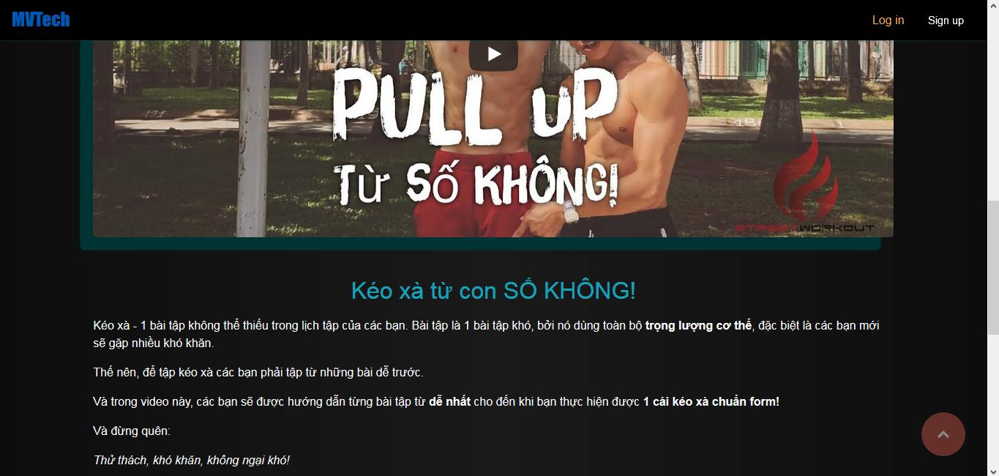 MVTech
Log in
Sign up
PULL UP
TỪ SỐ KHÔNG!
STREET WORKOUT
Kéo xà từ con SỐ KHÔNG!
Kéo xà - 1 bài tập không thể thiếu trong lịch tập của các bạn. Bài tập là 1 bài tập khó, bởi nó dùng toàn bộ trọng lượng cơ thể, đặc biệt là các bạn mới
sẽ gặp nhiều khó khăn.
Thế nên, để tập kéo xà các bạn phải tập từ những bài dễ trước.
Và trong video này, các bạn sẽ được hướng dẫn từng bài tập từ dễ nhất cho đến khi bạn thực hiện được 1 cái kéo xà chuẩn form!
Và đừng quên:
Thử thách, khó khăn, không ngại khó!